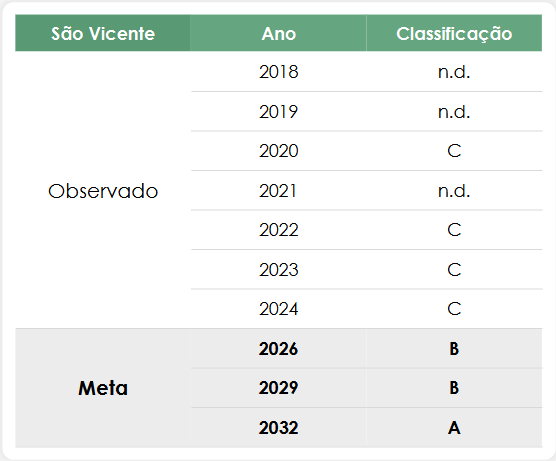 São Vicente Ano Classificação
2018 n.d.
2019 n.d.
2020 C
Observado 2021 n.d.
2022 C
2023 C
2024 C
2026 B
Meta 2029 B
2032 A